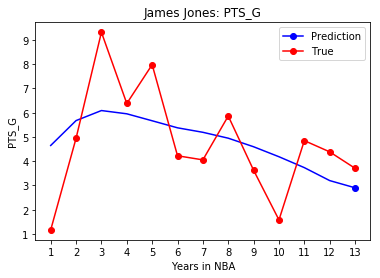 James Jones: PTS_G
Prediction
True
PTS_G
9
8
7
6
5
4
3
2
1
1 2 3 4 5 6 7 8 9 10 11 12 13
Years in NBA